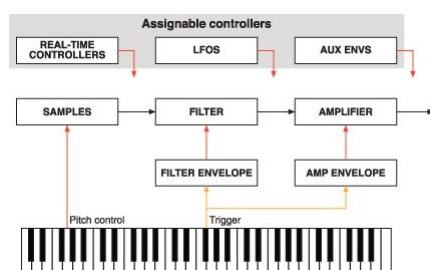 Assignable controllers
REAL-TIME
CONTROLLERS
LFOS
AUX ENVS
SAMPLES
FILTER
AMPLIFIER
FILTER ENVELOPE
AMP ENVELOPE
Pitch control
Trigger